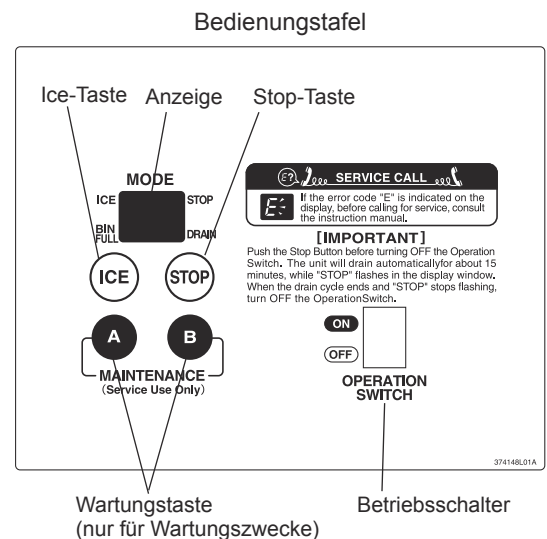 Bedienungstafel
Ice-Taste
Anzeige
Stop-Taste
MODE
ICE
STOP
BIN
FULL
DRAIN
ICE
STOP
A
B
MAINTENANCE
(Service Use Only)
E?
SERVICE CALL
E
If the error code "E" is indicated on the
display, before calling for service, consult
the instruction manual.
[IMPORTANT]
Push the Stop Button before turning OFF the Operation
Switch. The unit will drain automaticallyfor about 15
minutes, while "STOP" flashes in the display window.
When the drain cycle ends and "STOP" stops flashing,
turn OFF the OperationSwitch.
ON
OFF
OPERATION
SWITCH
374148L01A
Wartungstaste
(nur für Wartungszwecke)
Betriebsschalter